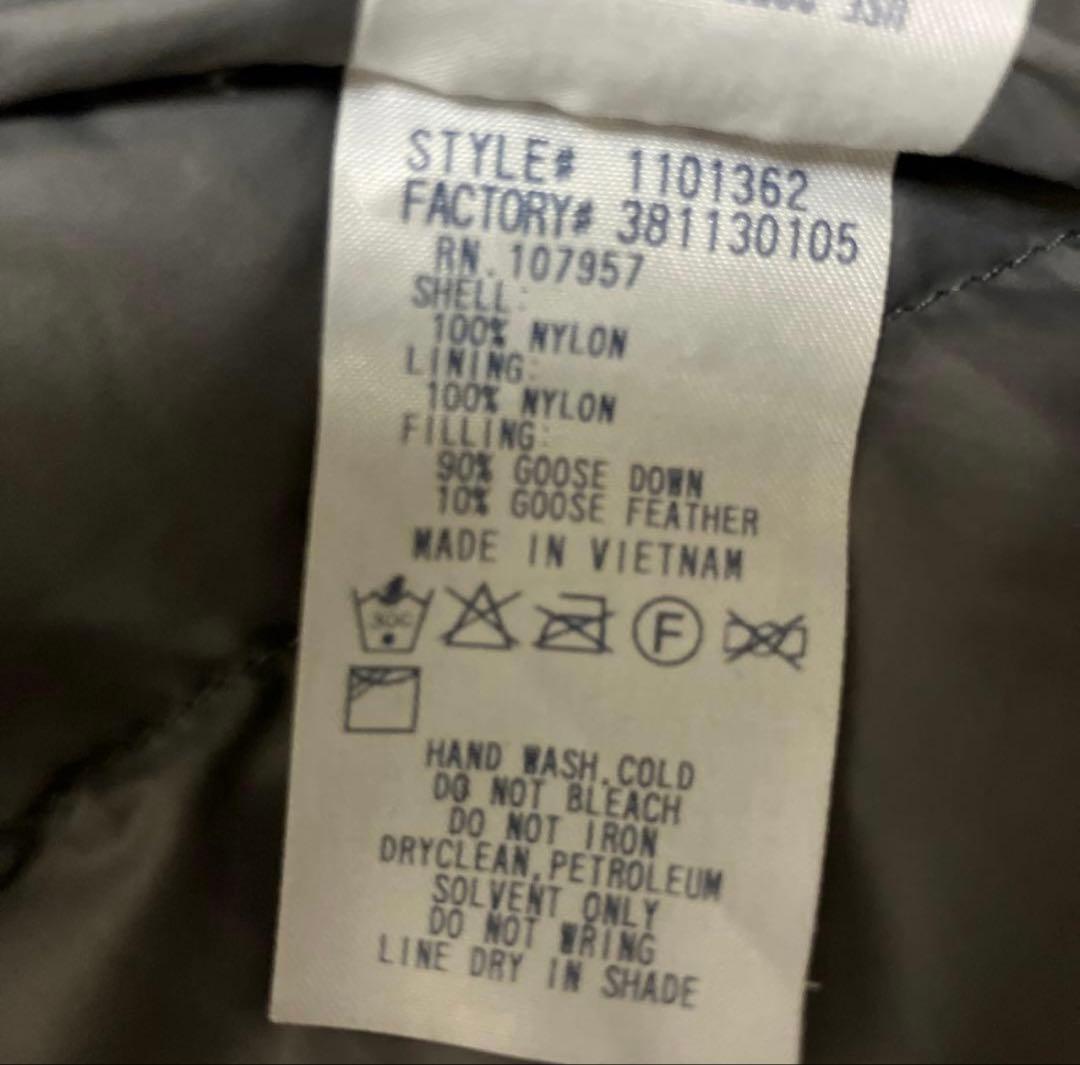 STYLE# 1101362
FACTORY# 381130105
RN.107957
SHELL:
100% NYLON
LINING:
100% NYLON
FILLING:
90% GOOSE DOWN
10% GOOSE FEATHER
MADE IN VIETNAM
30C
F
HAND WASH.COLD
DO NOT BLEACH
DO NOT IRON
DRYCLEAN,PETROLEUM
SOLVENT ONLY
DO NOT WRING
LINE DRY IN SHADE